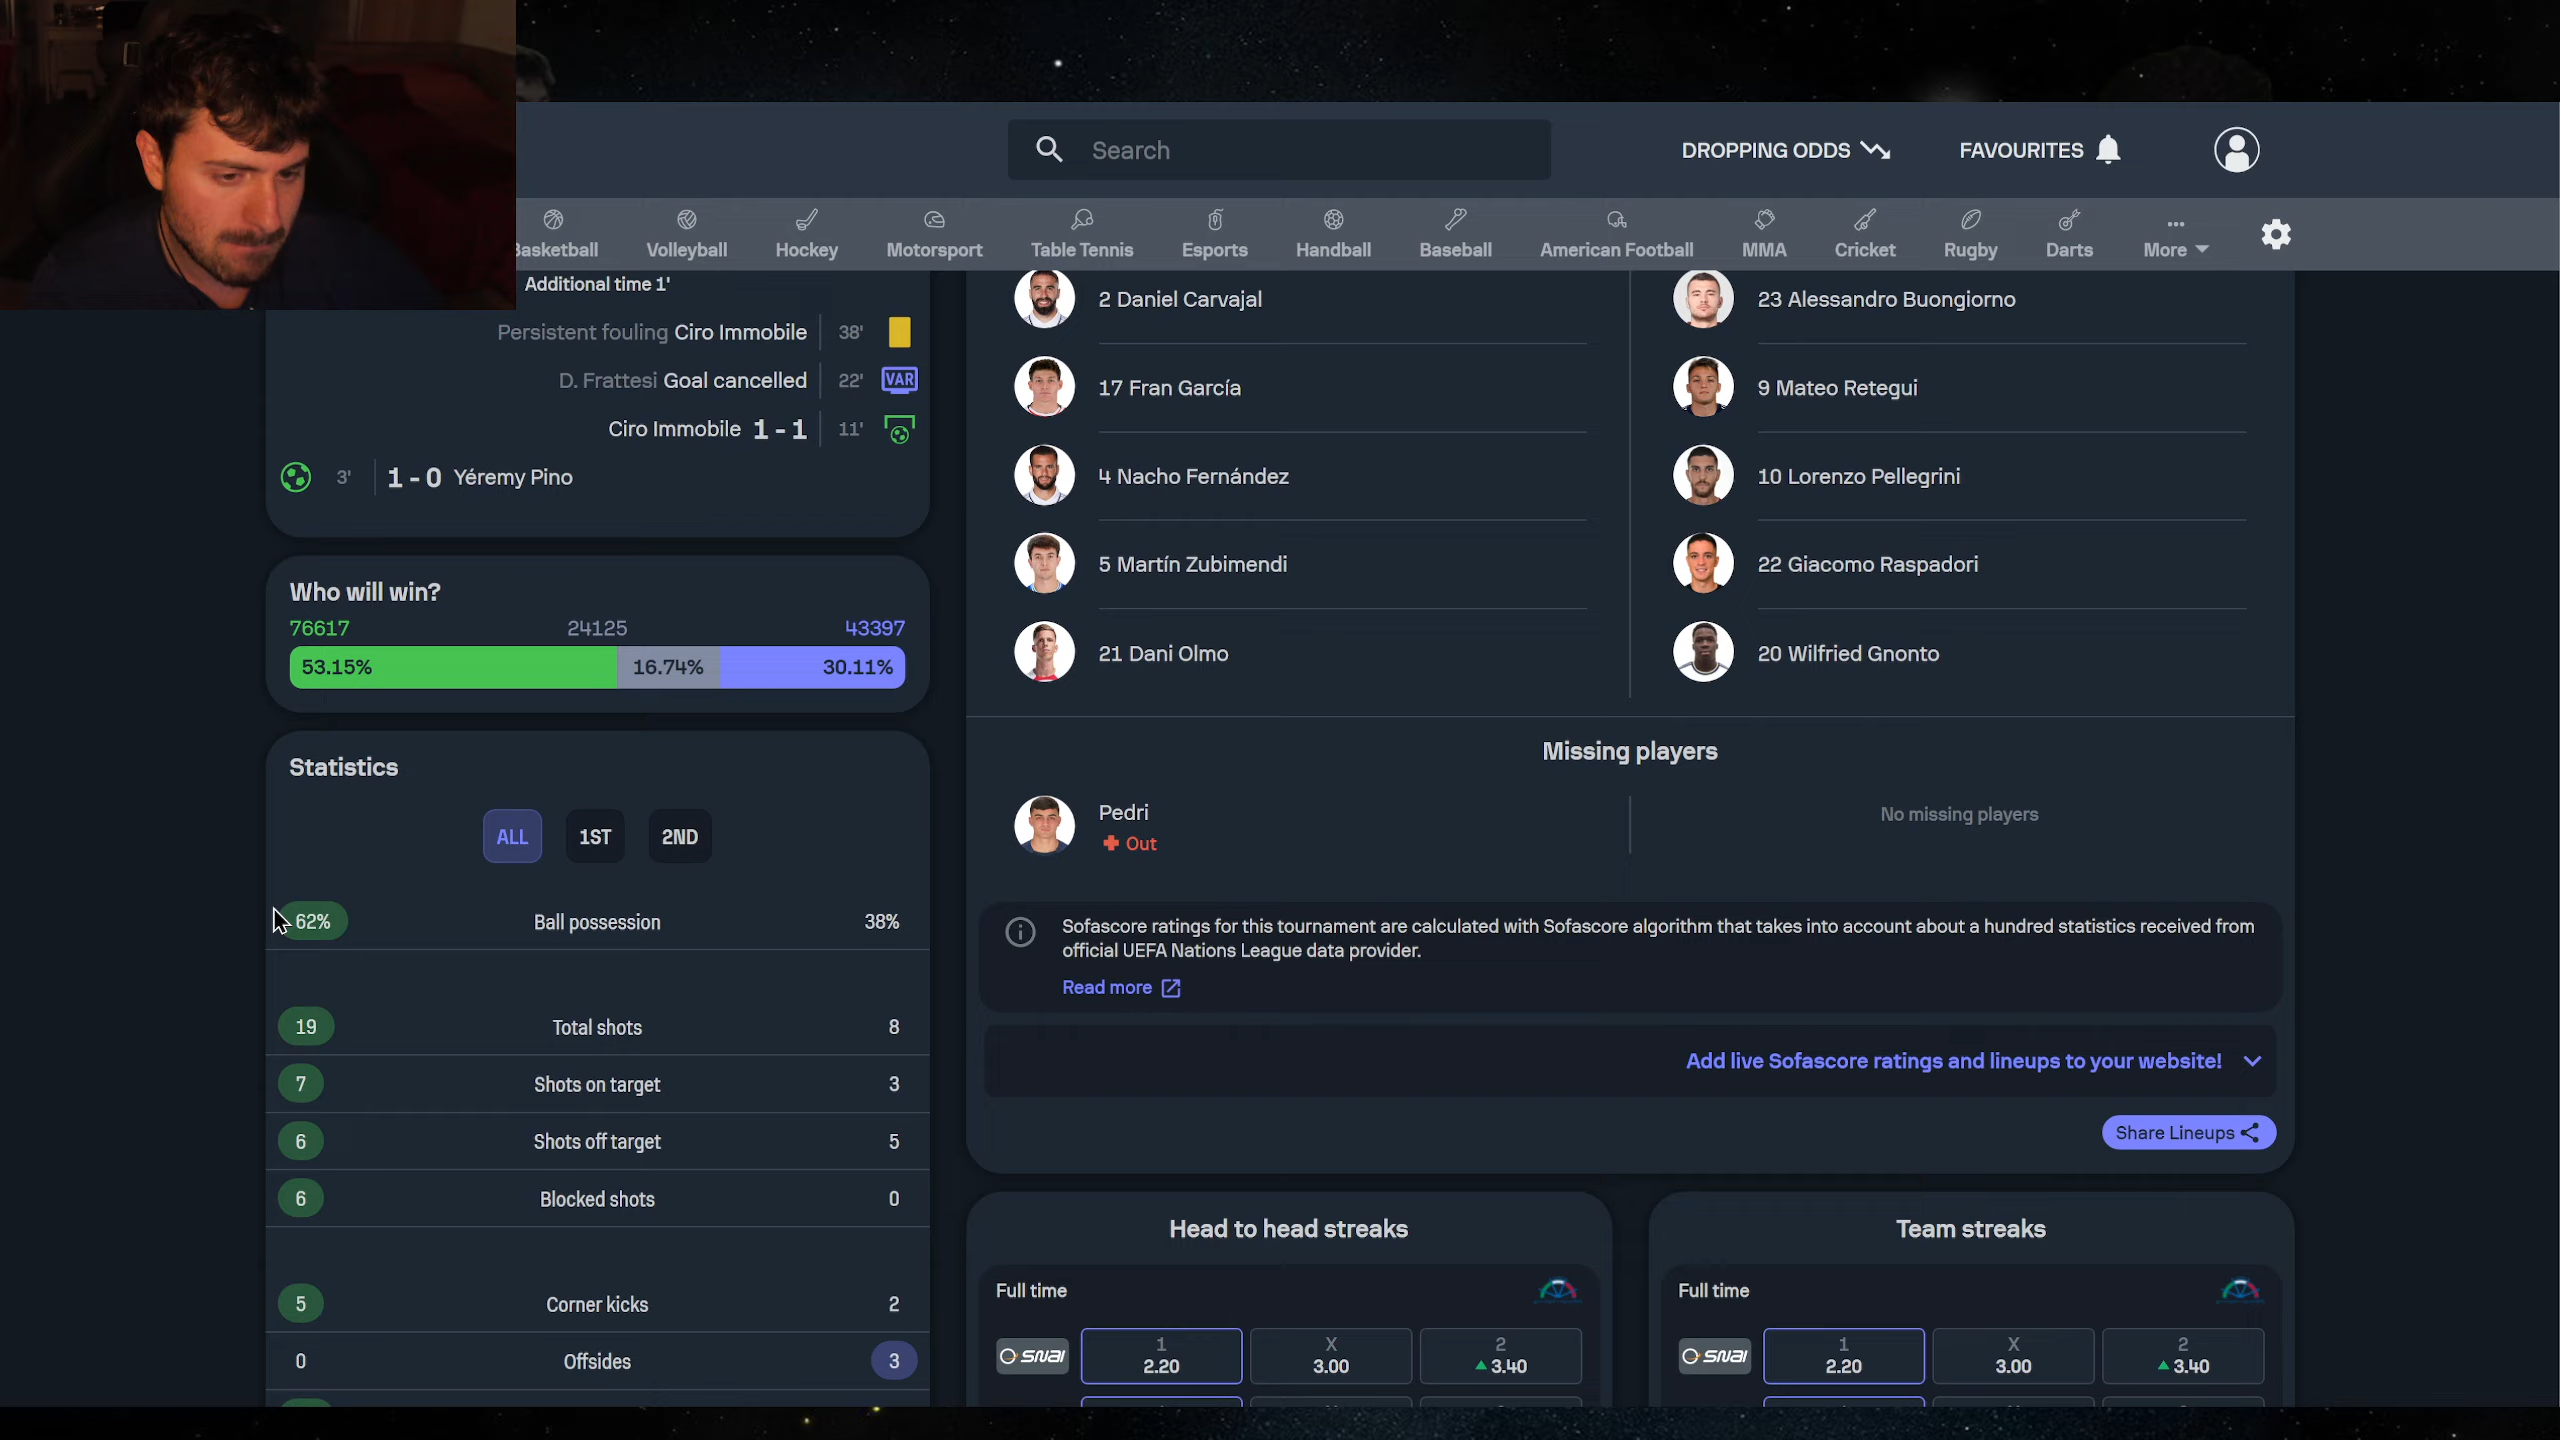 Search
DROPPING ODDS
FAVOURITES
Basketball
Volleyball
Hockey
Motorsport
Table Tennis
Esports
Handball
Baseball
American Football
MMA
Cricket
Rugby
Darts
More
Additional time 1'
Persistent fouling Ciro Immobile 38'
D. Frattesi Goal cancelled 22' VAR
Ciro Immobile 1 - 1 11'
3' 1 - 0 Yéremy Pino
Who will win?
76617 24125 43397
53.15% 16.74% 30.11%
Statistics
ALL 1ST 2ND
62% Ball possession 38%
19 Total shots 8
7 Shots on target 3
6 Shots off target 5
6 Blocked shots 0
5 Corner kicks 2
0 Offsides 3
2 Daniel Carvajal
17 Fran García
4 Nacho Fernández
5 Martín Zubimendi
21 Dani Olmo
23 Alessandro Buongiorno
9 Mateo Retegui
10 Lorenzo Pellegrini
22 Giacomo Raspadori
20 Wilfried Gnonto
Missing players
Pedri
Out
No missing players
Sofascore ratings for this tournament are calculated with Sofascore algorithm that takes into account about a hundred statistics received from
official UEFA Nations League data provider.
Read more
Add live Sofascore ratings and lineups to your website!
Share Lineups
Head to head streaks
Full time
SNAI
1 X 2
2.20 3.00 3.40
Team streaks
Full time
SNAI
1 X 2
2.20 3.00 3.40